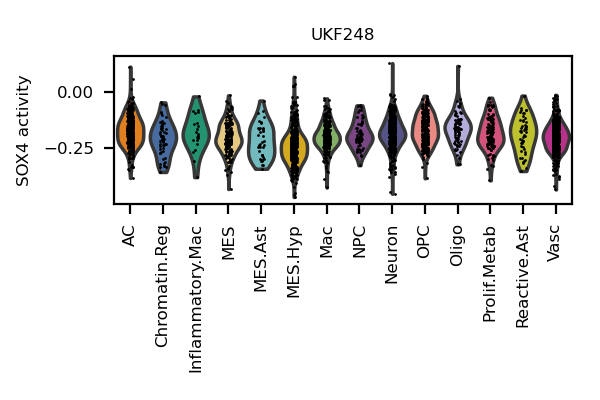 UKF248
SOX4 activity
0.00
−0.25
AC
Chromatin.Reg
Inflammatory.Mac
MES
MES.Ast
MES.Hyp
Mac
NPC
Neuron
OPC
Oligo
Prolif.Metab
Reactive.Ast
Vasc